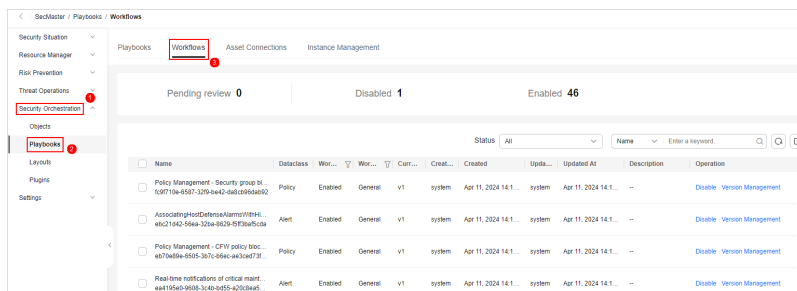 SecMaster / Playbooks / Workflows
Security Situation
Resource Manager
Risk Prevention
Threat Operations
1
Security Orchestration
Objects
Playbooks
2
Layouts
Plugins
Settings
Playbooks Workflows Asset Connections Instance Management
3
Pending review 0 Disabled 1 Enabled 46
Status All Name Enter a keyword.
Name Dataclass Wor... Wor... Curr... Creat... Created Upda... Updated At Description Operation
Policy Management - Security group bl...
fc9f710e-6587-32f9-be42-da8cb96dab92
Policy Enabled General v1 system Apr 11, 2024 14:1... system Apr 11, 2024 14:1... -- Disable Version Management
AssociatingHostDefenseAlarmsWithHi...
ebc21d42-56ea-32ba-8629-f5ff3baf5cda
Alert Enabled General v1 system Apr 11, 2024 14:1... system Apr 11, 2024 14:1... -- Disable Version Management
Policy Management - CFW policy bloc...
eb70e89e-6505-3b7c-b6ec-ae3ced73f...
Policy Enabled General v1 system Apr 11, 2024 14:1... system Apr 11, 2024 14:1... -- Disable Version Management
Real-time notifications of critical maint...
ea4195e0-9608-3c4b-bd55-a20c8ea5...
Alert Enabled General v1 system Apr 11, 2024 14:1... system Apr 11, 2024 14:1... -- Disable Version Management